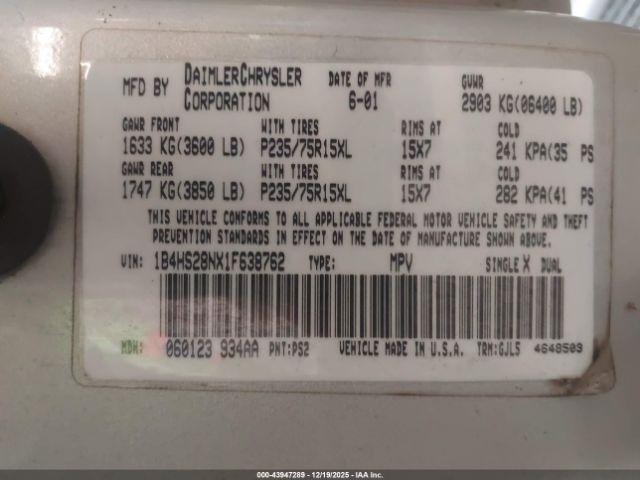 MFD BY DAIMLERCHRYSLER CORPORATION DATE OF MFR 6-01 GVWR 2903 KG(06400 LB)
GAWR FRONT WITH TIRES RIMS AT COLD
1633 KG(3600 LB) P235/75R15XL 15X7 241 KPA(35 PS
GAWR REAR WITH TIRES RIMS AT COLD
1747 KG(3850 LB) P235/75R15XL 15X7 282 KPA(41 PS
THIS VEHICLE CONFORMS TO ALL APPLICABLE FEDERAL MOTOR VEHICLE SAFETY AND THEFT
PREVENTION STANDARDS IN EFFECT ON THE DATE OF MANUFACTURE SHOWN ABOVE.
VIN: 1B4HS28NX1F638762 TYPE: MPV SINGLE X DUAL
MDH: 060123 934AA PNT:PS2 VEHICLE MADE IN U.S.A. TRM:GJL5 4648503
000-43947289 - 12/19/2025 - IAA Inc.